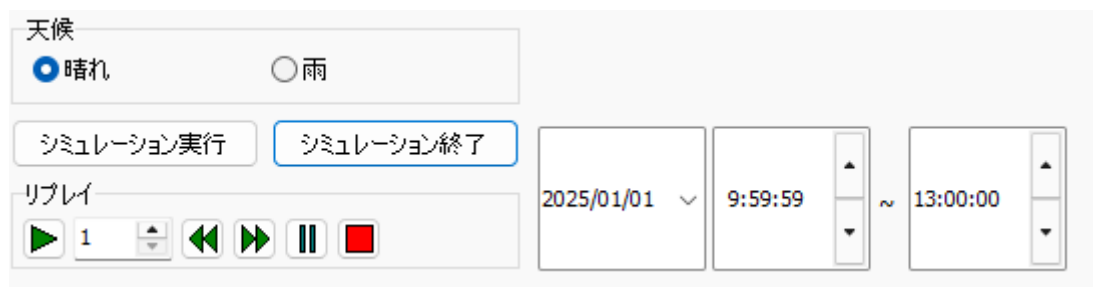 天候
晴れ 雨
シミュレーション実行 シミュレーション終了
リプレイ
1
2025/01/01 9:59:59 ~ 13:00:00